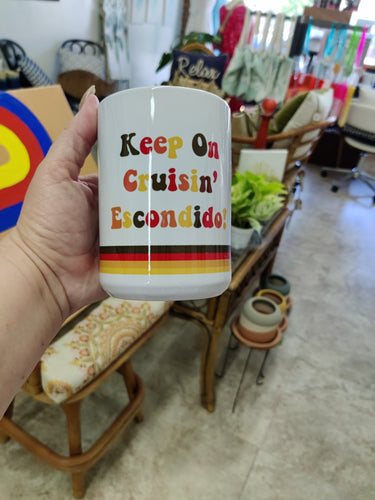 Relax
Keep On
Cruisin'
Escondido!